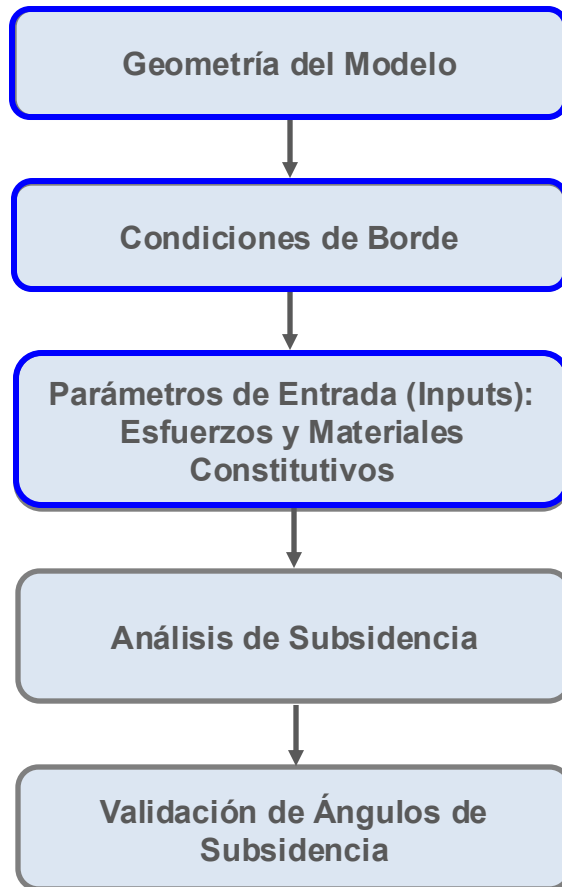 Geometría del Modelo
Condiciones de Borde
Parámetros de Entrada (Inputs):
Esfuerzos y Materiales
Constitutivos
Análisis de Subsidencia
Validación de Ángulos de
Subsidencia